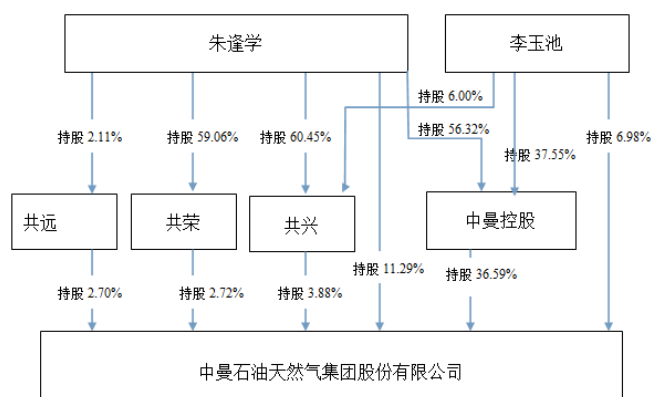 朱逢学
李玉池
持股 6.00%
持股 2.11%
持股 59.06%
持股 60.45%
持股 56.32%
持股 37.55%
持股 6.98%
共远
共荣
共兴
中曼控股
持股 2.70%
持股 2.72%
持股 3.88%
持股 11.29%
持股 36.59%
中曼石油天然气集团股份有限公司